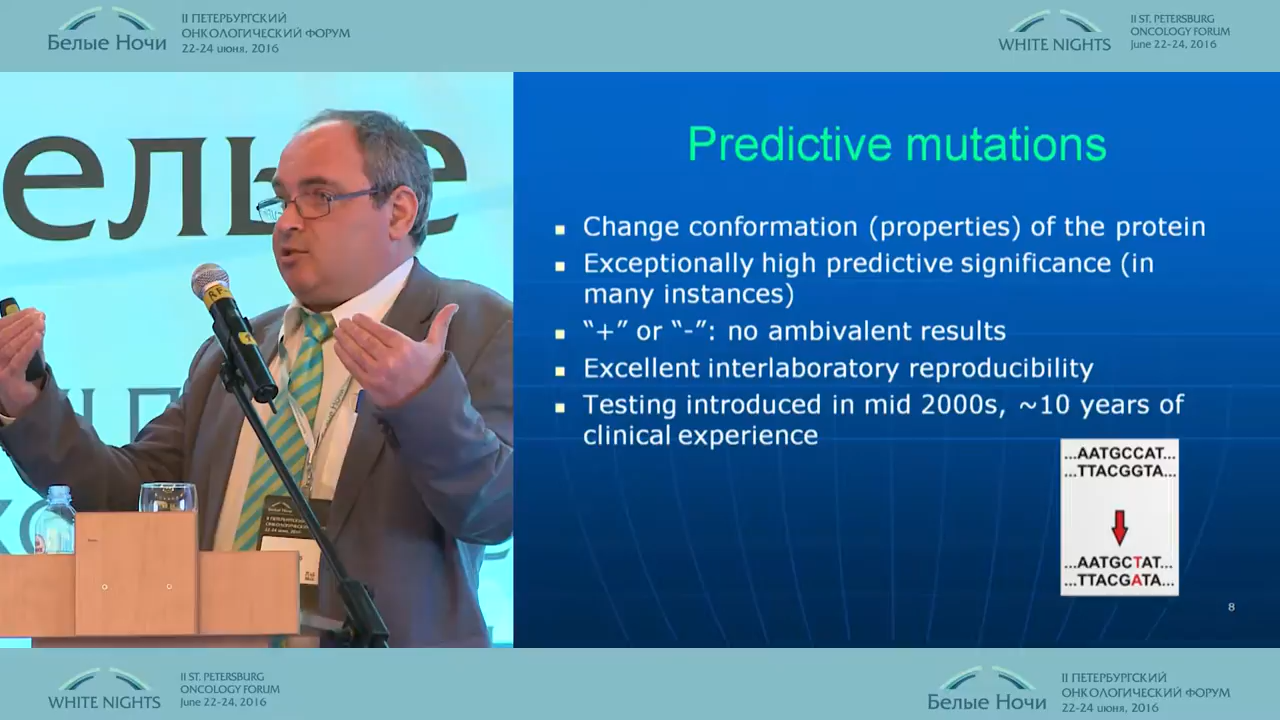 Белые Ночи
II ПЕТЕРБУРГСКИЙ
ОНКОЛОГИЧЕСКИЙ ФОРУМ
22-24 июня, 2016
WHITE NIGHTS
II ST. PETERSBURG
ONCOLOGY FORUM
June 22-24, 2016
елые
Predictive mutations
Change conformation (properties) of the protein
Exceptionally high predictive significance (in
many instances)
“+” or “-”: no ambivalent results
Excellent interlaboratory reproducibility
Testing introduced in mid 2000s, ~10 years of
clinical experience
...AATGCCAT...
...TTACGGTA...
...AATGCTAT...
...TTACGATA...
8
WHITE NIGHTS
II ST. PETERSBURG
ONCOLOGY FORUM
June 22-24, 2016
Белые Ночи
II ПЕТЕРБУРГСКИЙ
ОНКОЛОГИЧЕСКИЙ ФОРУМ
22-24 июня, 2016